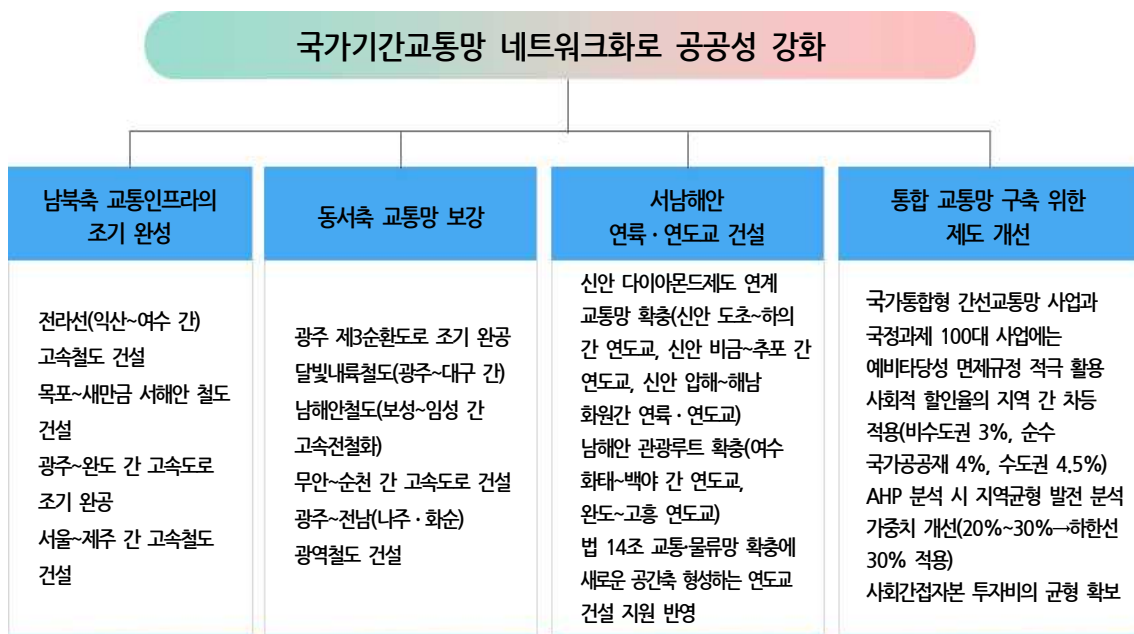 국가기간교통망 네트워크화로 공공성 강화
남북축 교통인프라의
조기 완성
전라선(익산~여수 간)
고속철도 건설
목포~새만금 서해안 철도
건설
광주~완도 간 고속도로
조기 완공
서울~제주 간 고속철도
건설
동서축 교통망 보강
광주 제3순환도로 조기 완공
달빛내륙철도(광주~대구 간)
남해안철도(보성~임성 간
고속전철화)
무안~순천 간 고속도로 건설
광주~전남(나주·화순)
광역철도 건설
서남해안
연륙·연도교 건설
신안 다이아몬드제도 연계
교통망 확충(신안 도초~하의
간 연도교, 신안 비금~추포 간
연도교, 신안 압해~해남
화원간 연륙·연도교)
남해안 관광루트 확충(여수
화태~백야 간 연도교,
완도~고흥 연도교)
법 14조 교통·물류망 확충에
새로운 공간축 형성하는 연도교
건설 지원 반영
통합 교통망 구축 위한
제도 개선
국가통합형 간선교통망 사업과
국정과제 100대 사업에는
예비타당성 면제규정 적극 활용
사회적 할인율의 지역 간 차등
적용(비수도권 3%, 순수
국가공공재 4%, 수도권 4.5%)
AHP 분석 시 지역균형 발전 분석
가중치 개선(20%~30%→하한선
30% 적용)
사회간접자본 투자비의 균형 확보